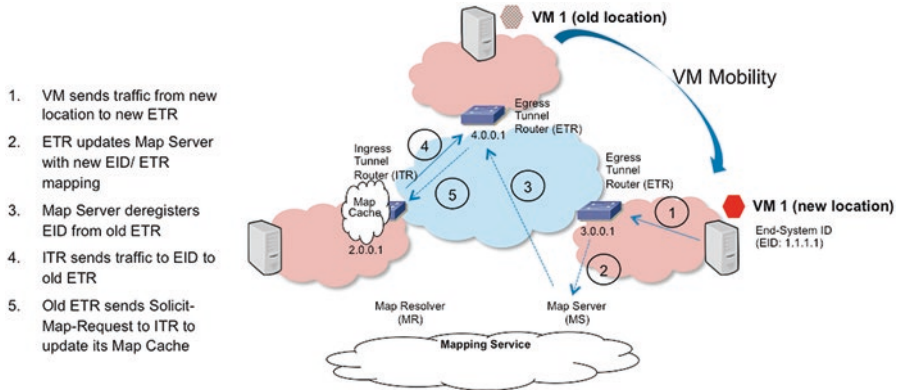 1. VM sends traffic from new
location to new ETR
2. ETR updates Map Server
with new EID/ ETR
mapping
3. Map Server deregisters
EID from old ETR
4. ITR sends traffic to EID to
old ETR
5. Old ETR sends Solicit-
Map-Request to ITR to
update its Map Cache
VM 1 (old location)
VM Mobility
Egress
Tunnel
Router (ETR)
4.0.0.1
4
Ingress
Tunnel
Router (ITR)
5
3
Egress
Tunnel
Router (ETR)
Map
Cache
2.0.0.1
3.0.0.1
1
VM 1 (new location)
End-System ID
(EID: 1.1.1.1)
2
Map Resolver
(MR)
Map Server
(MS)
Mapping Service